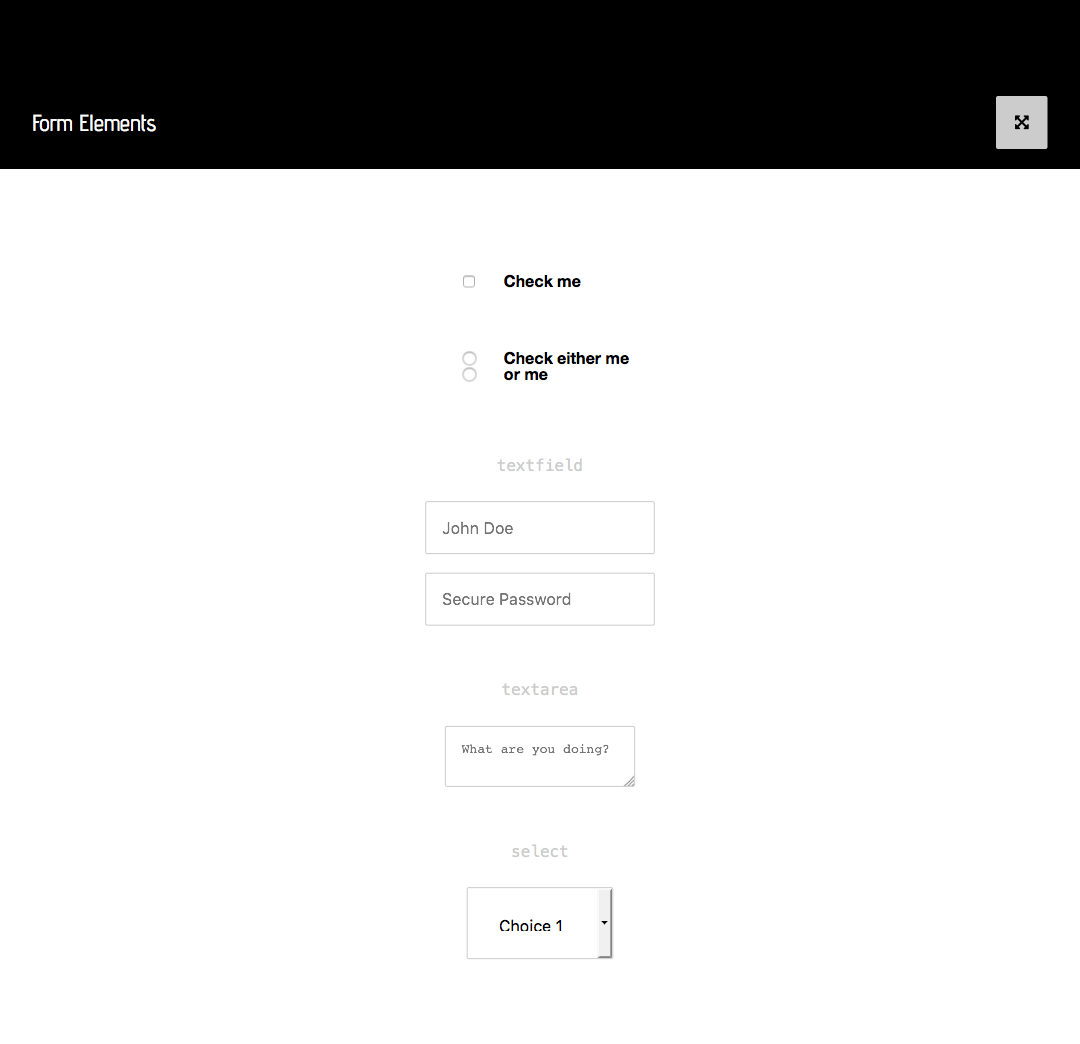 Form Elements
Check me
Check either me
or me
textfield
John Doe
Secure Password
textarea
What are you doing?
select
Choice 1